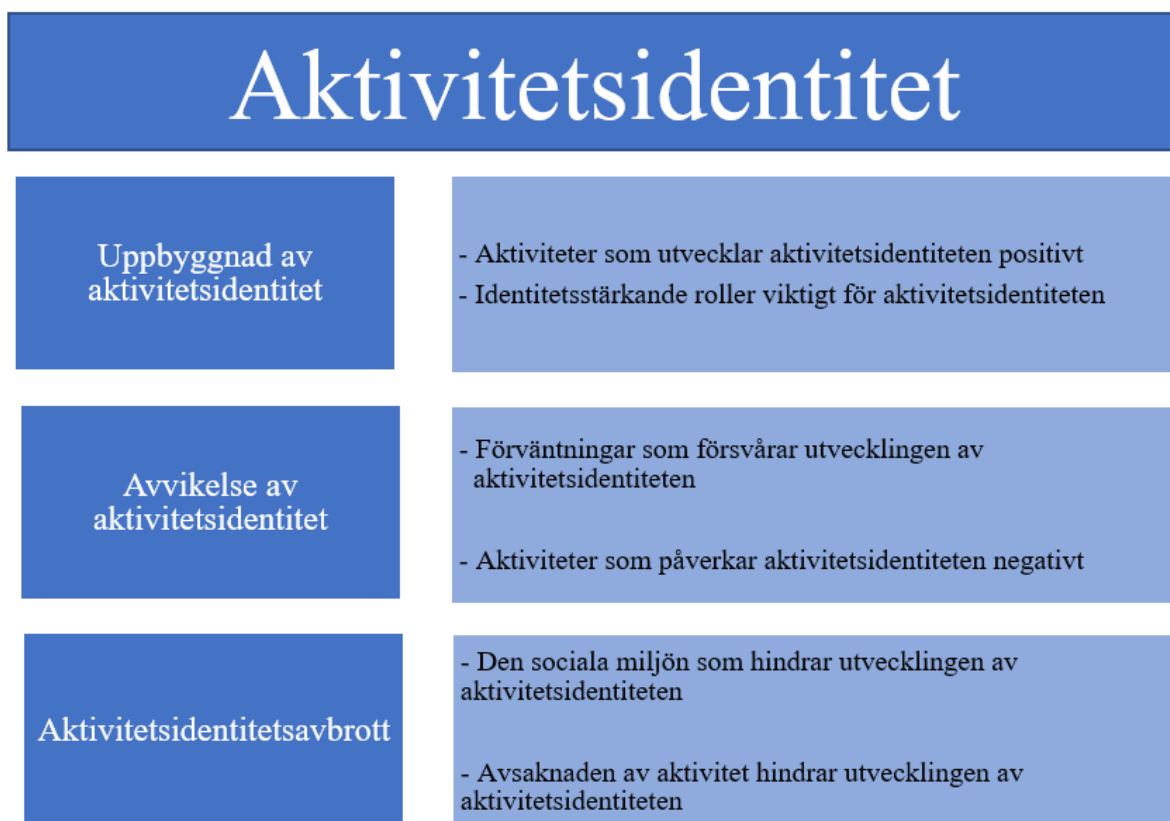 Aktivitetsidentitet
Uppbyggnad av
aktivitetsidentitet
- Aktiviteter som utvecklar aktivitetsidentiteten positivt
- Identitetsstärkande roller viktigt för aktivitetsidentiteten
Avvikelse av
aktivitetsidentitet
- Förväntningar som försvårar utvecklingen av
aktivitetsidentiteten
- Aktiviteter som påverkar aktivitetsidentiteten negativt
Aktivitetsidentitetsavbrott
- Den sociala miljön som hindrar utvecklingen av
aktivitetsidentiteten
- Avsaknaden av aktivitet hindrar utvecklingen av
aktivitetsidentiteten